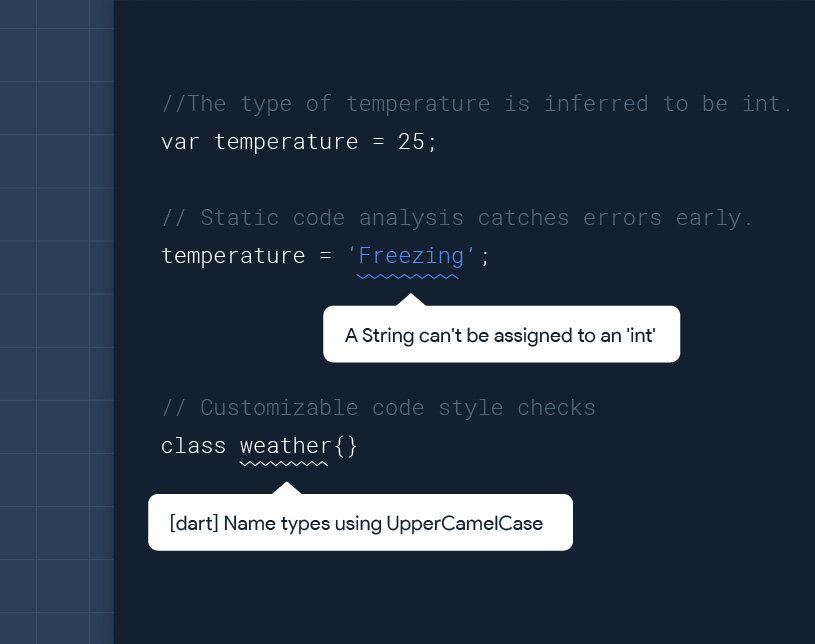 //The type of temperature is inferred to be int.
var temperature = 25;
// Static code analysis catches errors early.
temperature = ‘Freezing’;
A String can't be assigned to an 'int'
// Customizable code style checks
class weather{}
[dart] Name types using UpperCamelCase